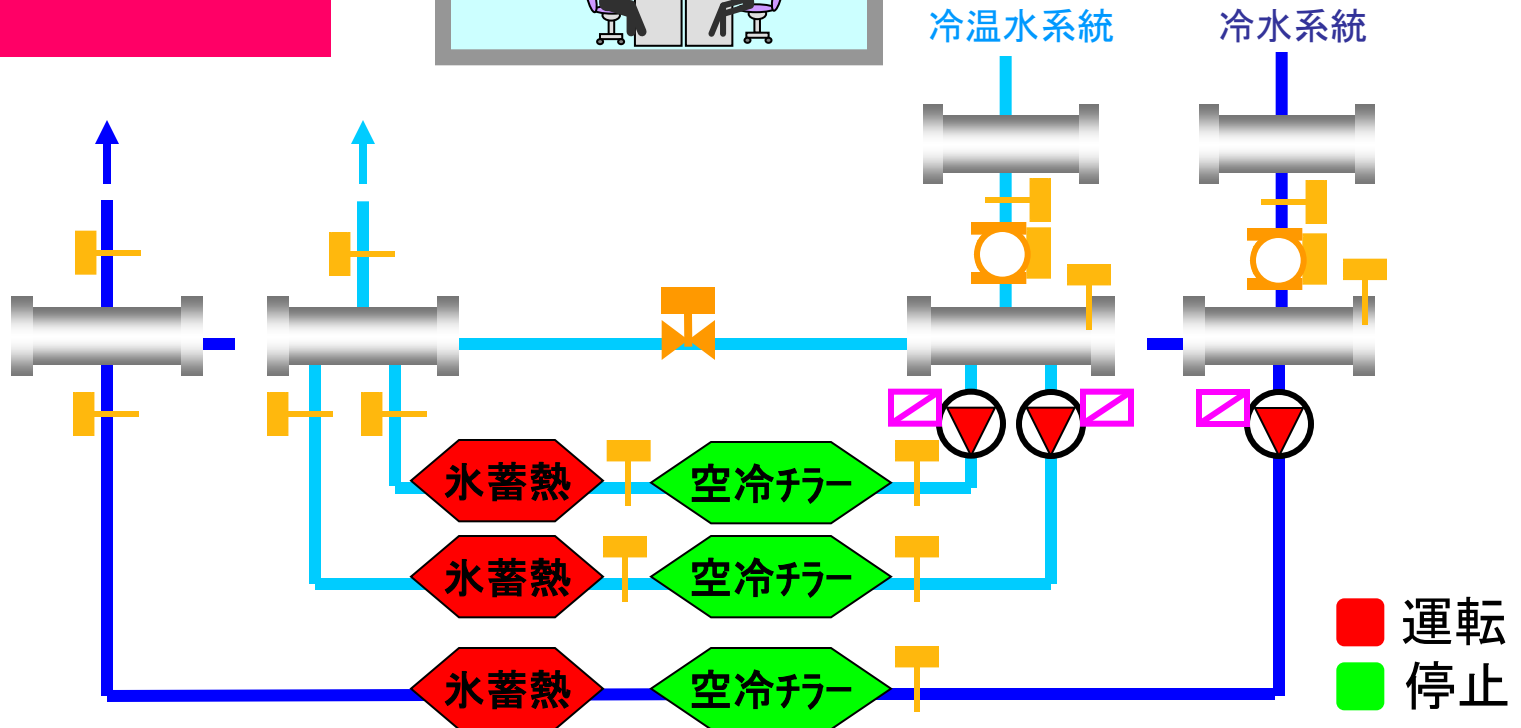 冷温水系統
冷水系統
氷蓄熱
空冷チラー
氷蓄熱
空冷チラー
運転
停止
氷蓄熱
空冷チラー